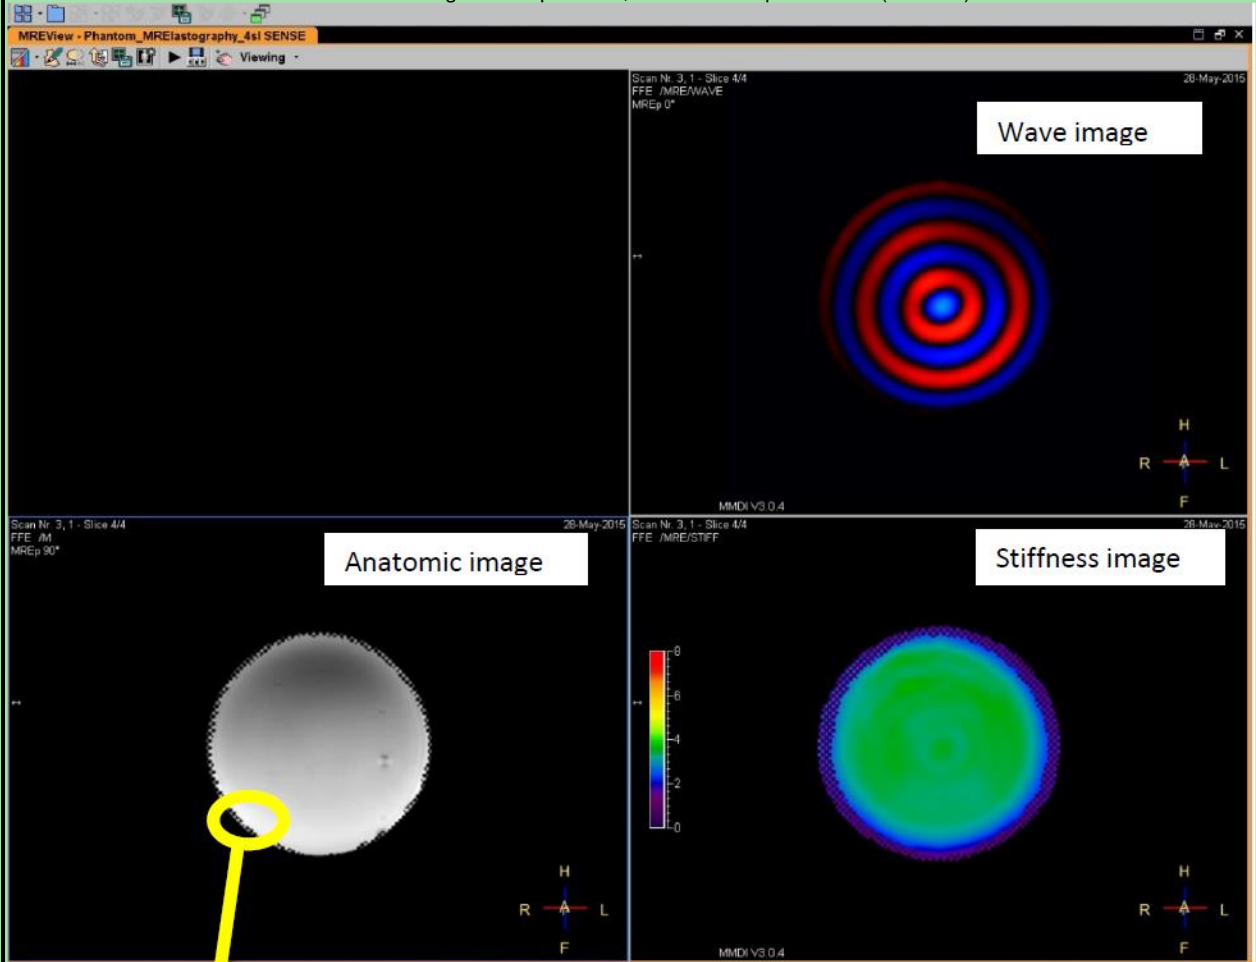 MREView - Phantom_MRElastography_4sl SENSE
Viewing
Scan Nr. 3, 1 - Slice 4/4
28-May-2015
FFE /MRE/WAVE
MREp 0°
Wave image
H
R A L
F
MMDI V3.0.4
Scan Nr. 3, 1 - Slice 4/4
28-May-2015
FFE /M
MREp 90°
Anatomic image
H
R A L
F
Scan Nr. 3, 1 - Slice 4/4
28-May-2015
FFE /MRE/STIFF
Stiffness image
8
6
4
2
0
H
R A L
F
MMDI V3.0.4